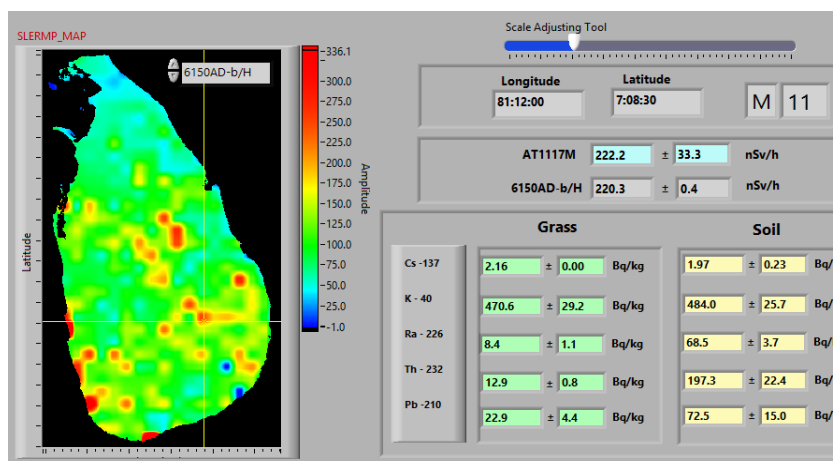 Scale Adjusting Tool
SLERMP_MAP
6150AD-b/H
336.1
300.0
275.0
250.0
225.0
200.0
175.0
150.0
125.0
100.0
75.0
50.0
25.0
-1.0
Amplitude
Latitude
Longitude Latitude
81:12:00 7:08:30 M 11
AT1117M 222.2 ± 33.3 nSv/h
6150AD-b/H 220.3 ± 0.4 nSv/h
Grass Soil
Cs -137 2.16 ± 0.00 Bq/kg 1.97 ± 0.23 Bq/
K - 40 470.6 ± 29.2 Bq/kg 484.0 ± 25.7 Bq/
Ra - 226 8.4 ± 1.1 Bq/kg 68.5 ± 3.7 Bq/
Th - 232 12.9 ± 0.8 Bq/kg 197.3 ± 22.4 Bq/
Pb -210 22.9 ± 4.4 Bq/kg 72.5 ± 15.0 Bq/